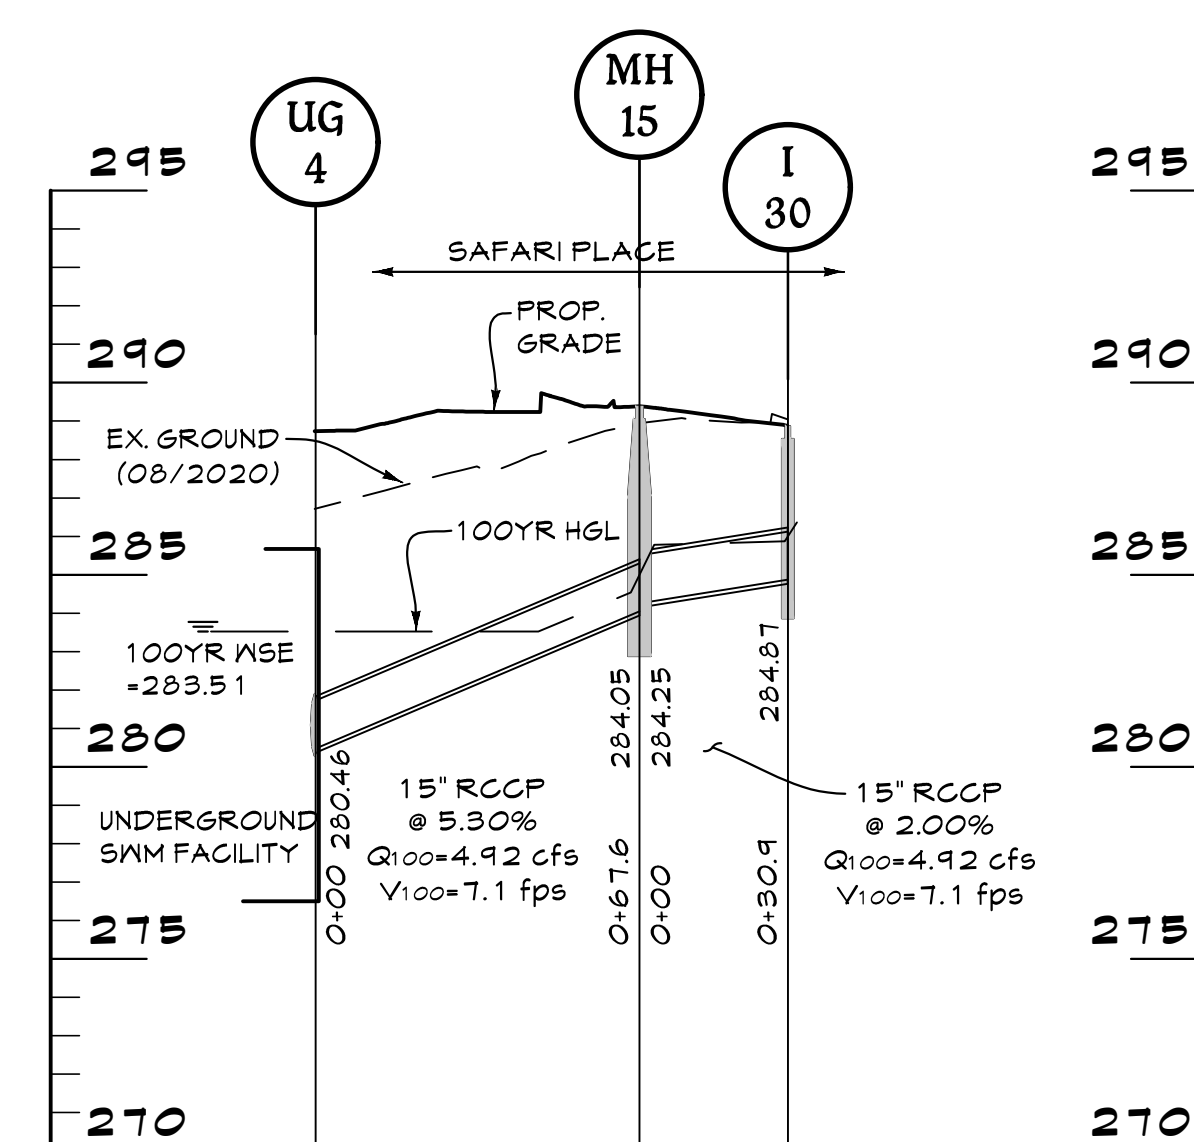 MH
15
UG
4
I
30
295
295
SAFARI PLACE
PROP.
GRADE
290
290
EX. GROUND
(08/2020)
100YR HGL
285
285
100YR WSE
=283.51
284.05
284.25
284.87
280
280
280.46
0+00
UNDERGROUND
SWM FACILITY
15" RCCP
@ 5.30%
Q100=4.92 cfs
V100=7.1 fps
0+67.6
0+00
0+30.9
15" RCCP
@ 2.00%
Q100=4.92 cfs
V100=7.1 fps
275
275
270
270